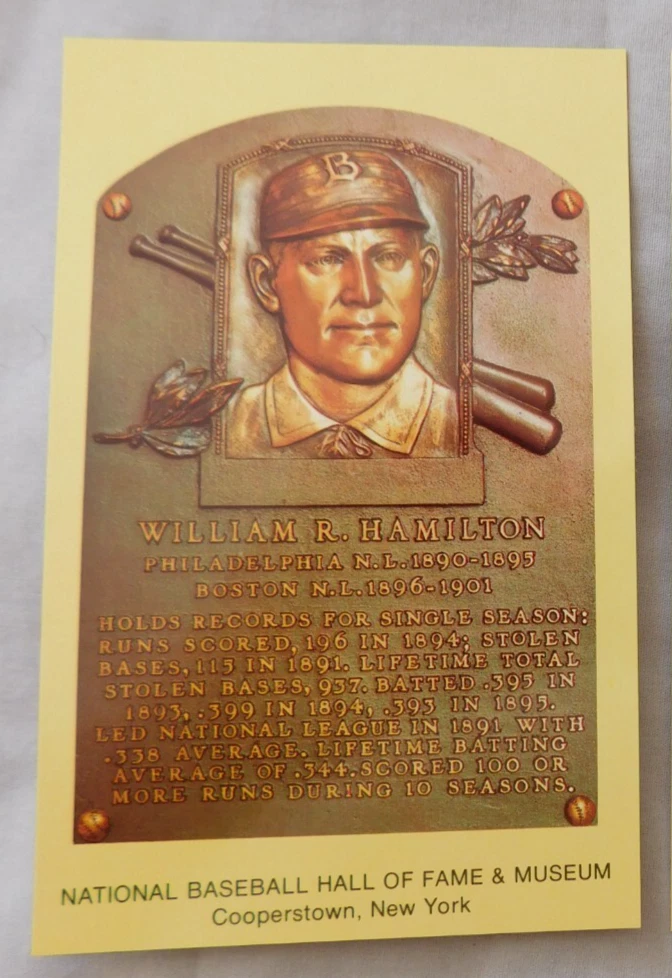 B
WILLIAM R. HAMILTON
PHILADELPHIA N.L. 1890-1895
BOSTON N.L. 1896-1901
HOLDS RECORDS FOR SINGLE SEASON:
RUNS SCORED, 196 IN 1894; STOLEN
BASES, 115 IN 1891. LIFETIME TOTAL
STOLEN BASES, 937. BATTED .395 IN
1893, .399 IN 1894, .393 IN 1895.
LED NATIONAL LEAGUE IN 1891 WITH
.338 AVERAGE. LIFETIME BATTING
AVERAGE OF .344. SCORED 100 OR
MORE RUNS DURING 10 SEASONS.
NATIONAL BASEBALL HALL OF FAME & MUSEUM
Cooperstown, New York